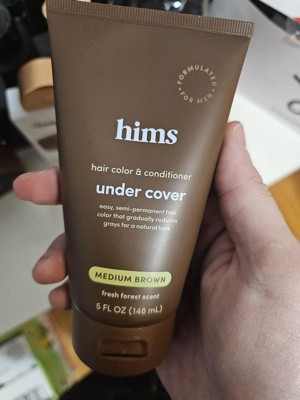 FORMULATED
• FOR MEN •
hims
hair color & conditioner
under cover
easy, semi-permanent hair
color that gradually reduces
grays for a natural look
MEDIUM BROWN
fresh forest scent
5 FL OZ (148 mL)